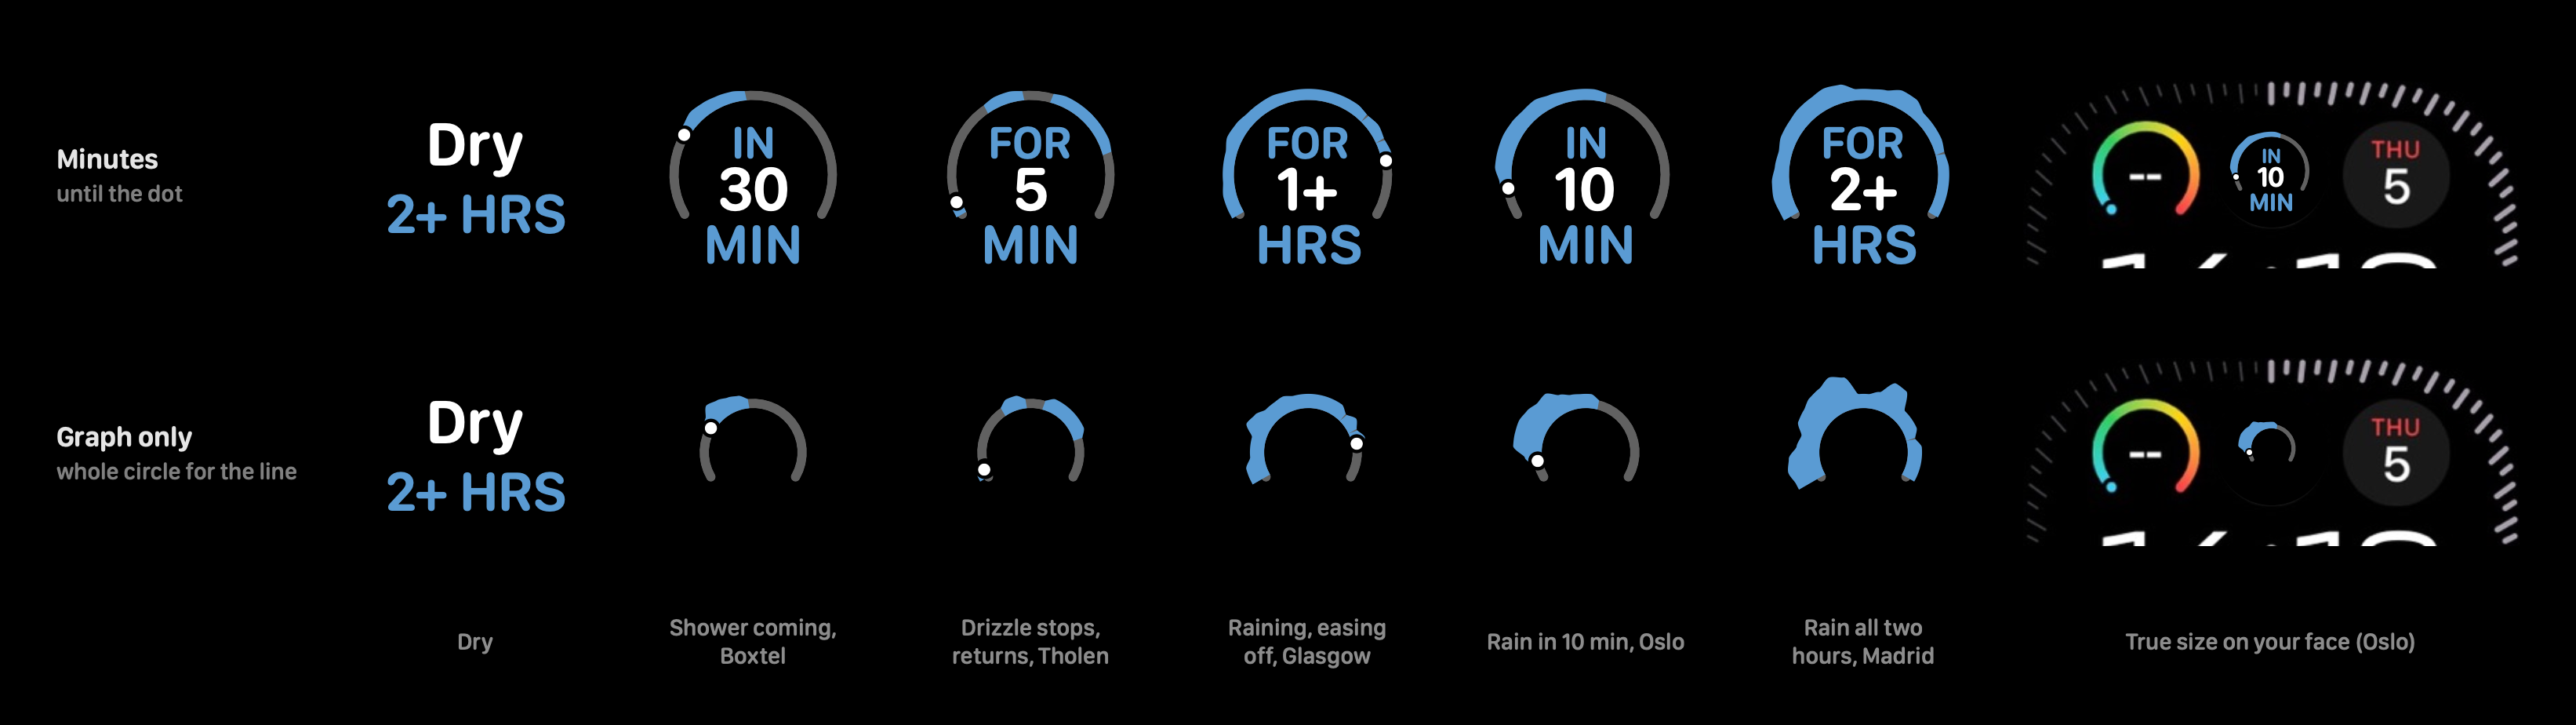 Minutes
until the dot
Dry
2+ HRS
IN
30
MIN
FOR
5
MIN
FOR
1+
HRS
IN
10
MIN
FOR
2+
HRS
--
IN
10
MIN
THU
5
Graph only
whole circle for the line
Dry
2+ HRS
--
THU
5
Dry
Shower coming,
Boxtel
Drizzle stops,
returns, Tholen
Raining, easing
off, Glasgow
Rain in 10 min, Oslo
Rain all two
hours, Madrid
True size on your face (Oslo)